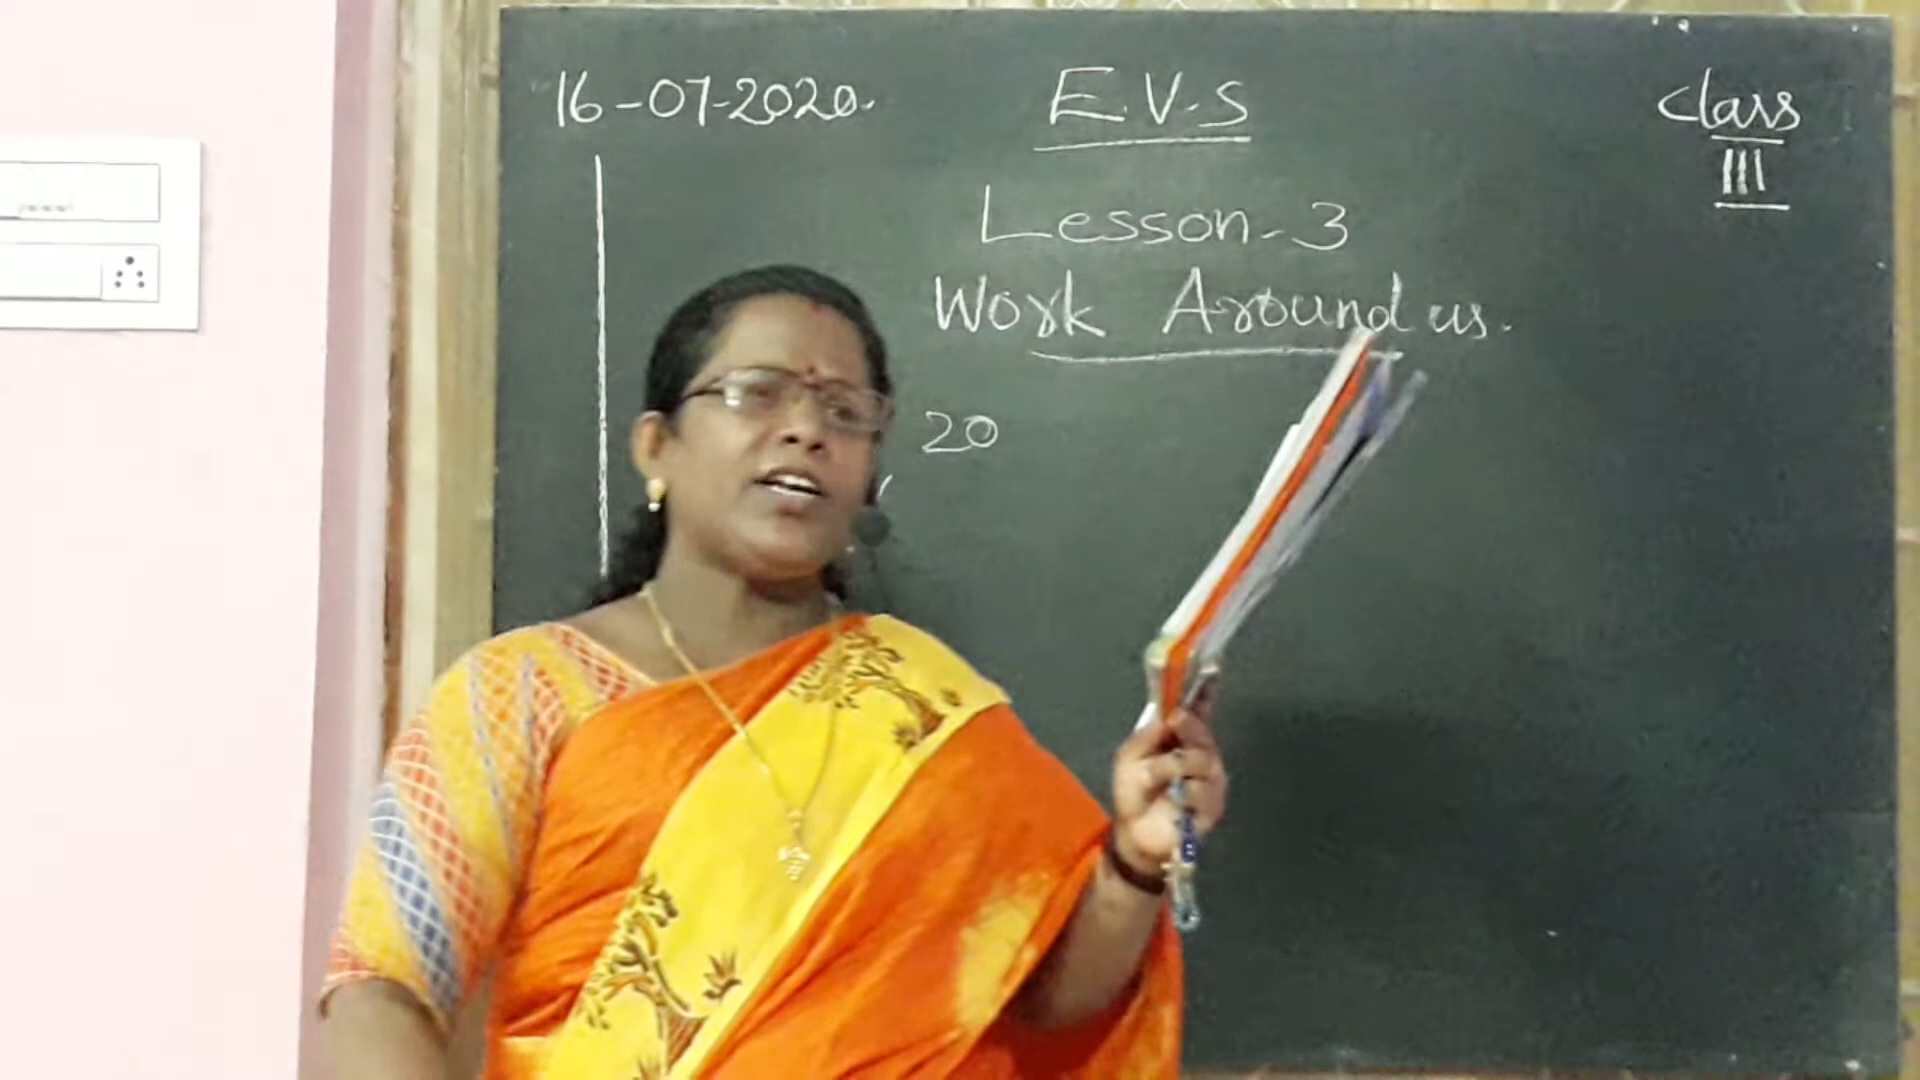 16-07-2020.
E.V.S
Class
III
Lesson-3
Work Around us.
20